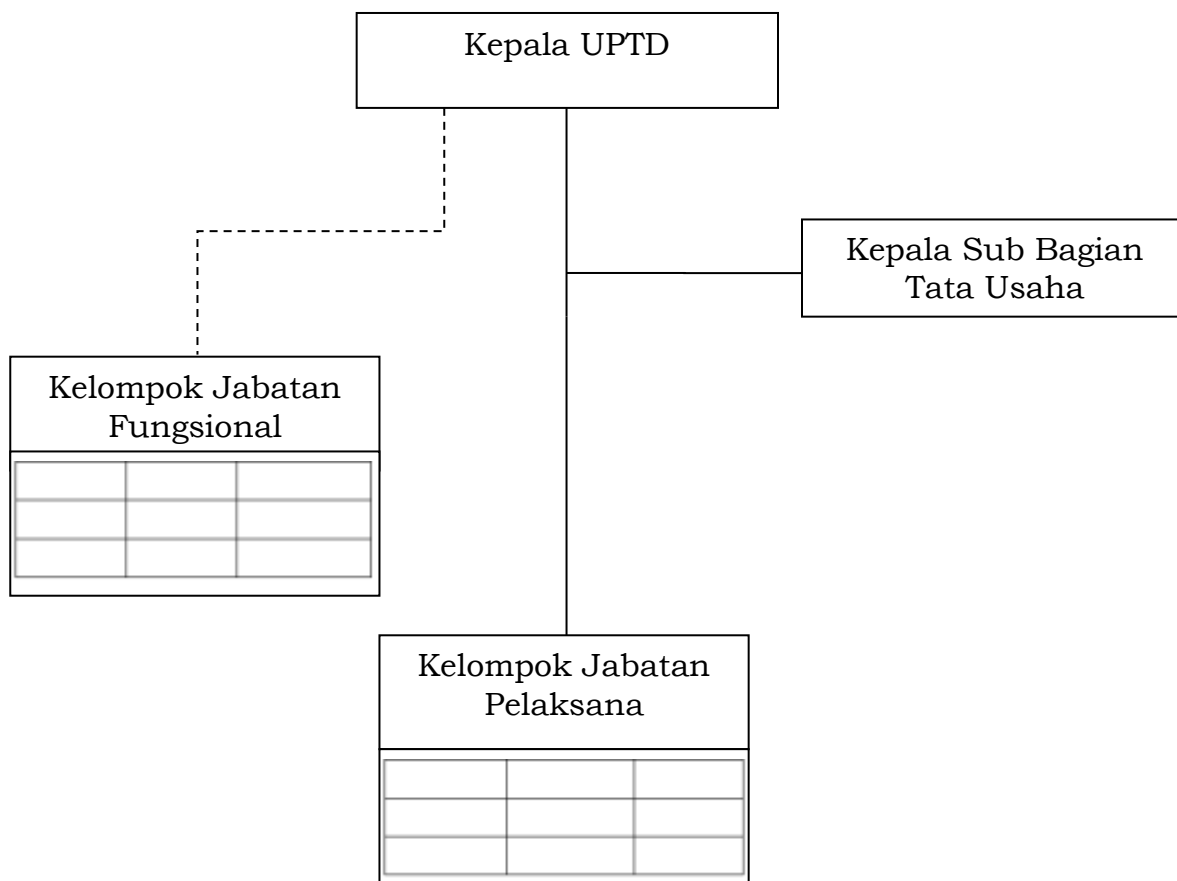 Kepala UPTD
Kepala Sub Bagian
Tata Usaha
Kelompok Jabatan
Fungsional
Kelompok Jabatan
Pelaksana